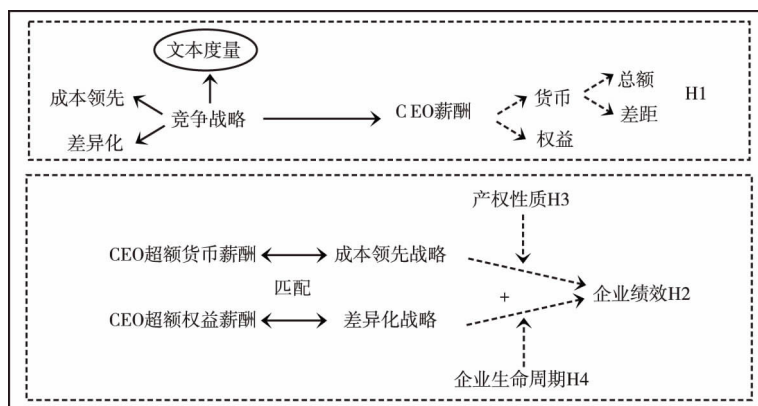 文本度量
成本领先
竞争战略
差异化
CEO薪酬
货币
权益
总额
差距
H1
产权性质H3
CEO超额货币薪酬
成本领先战略
匹配
+
企业绩效H2
CEO超额权益薪酬
差异化战略
企业生命周期H4